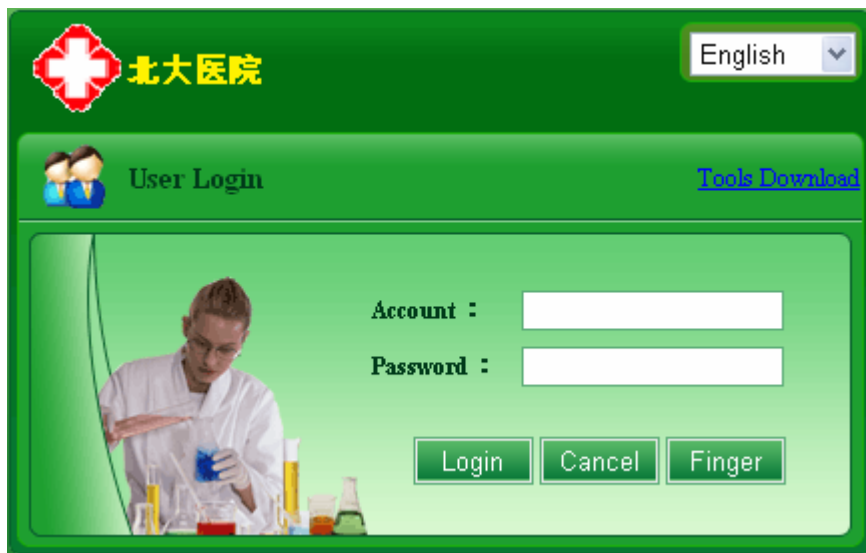 北大医院
English
User Login
Tools Download
Account：
Password：
Login
Cancel
Finger